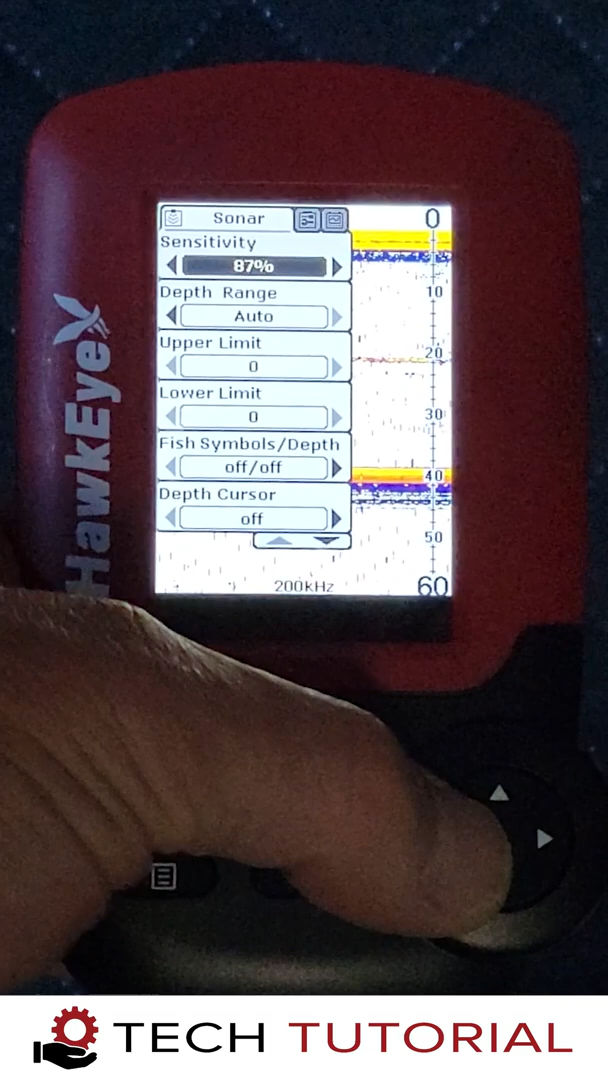 Sonar
0
Sensitivity
87%
Depth Range
Auto
10
Upper Limit
0
20
Lower Limit
0
30
Fish Symbols/Depth
off/off
40
Depth Cursor
off
50
200kHz
60
HawkEye
TECH TUTORIAL